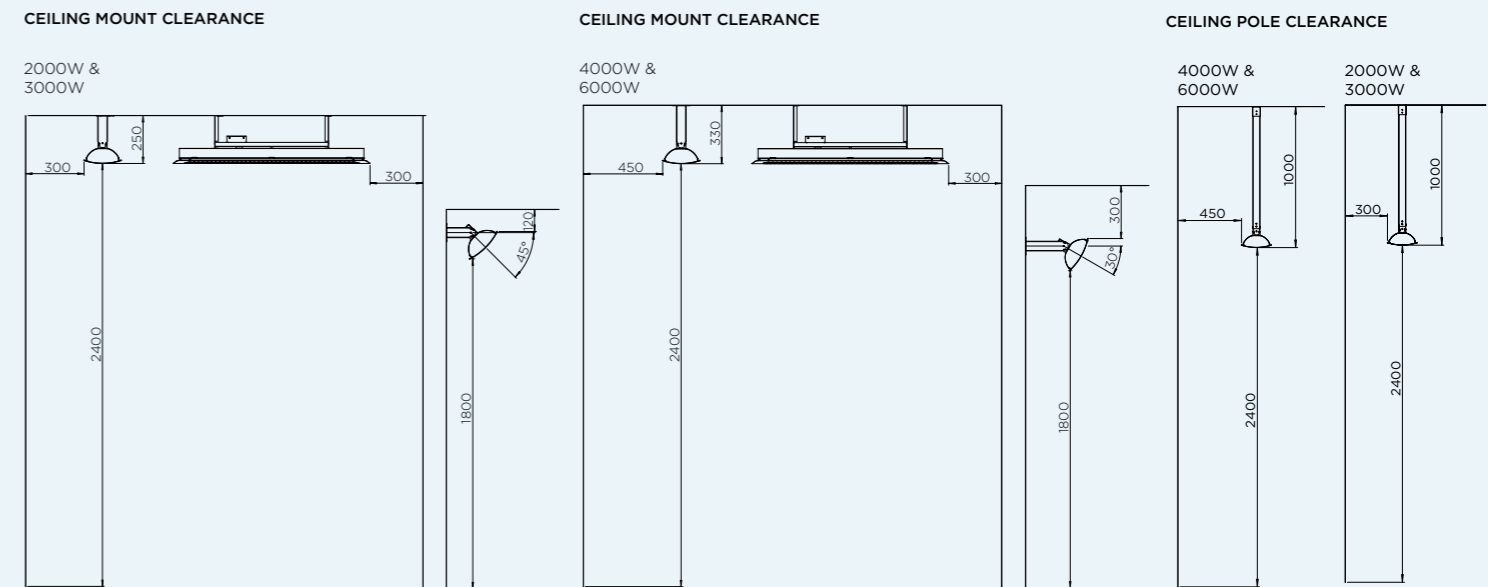 CEILING MOUNT CLEARANCE
2000W &
3000W
250
300
300
2400
120
45°
1800
CEILING MOUNT CLEARANCE
4000W &
6000W
330
450
300
2400
300
30°
1800
CEILING POLE CLEARANCE
4000W &
6000W
1000
450
2400
2000W &
3000W
1000
300
2400